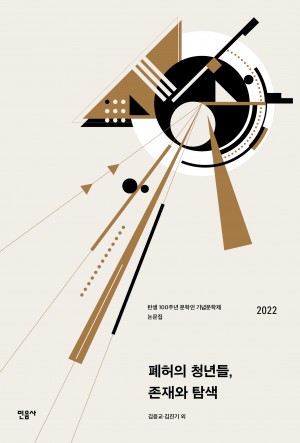 탄생 100주년 문학인 기념문학제
논문집
2022
폐허의 청년들,
존재와 탐색
김응교·김진기 외
민음사